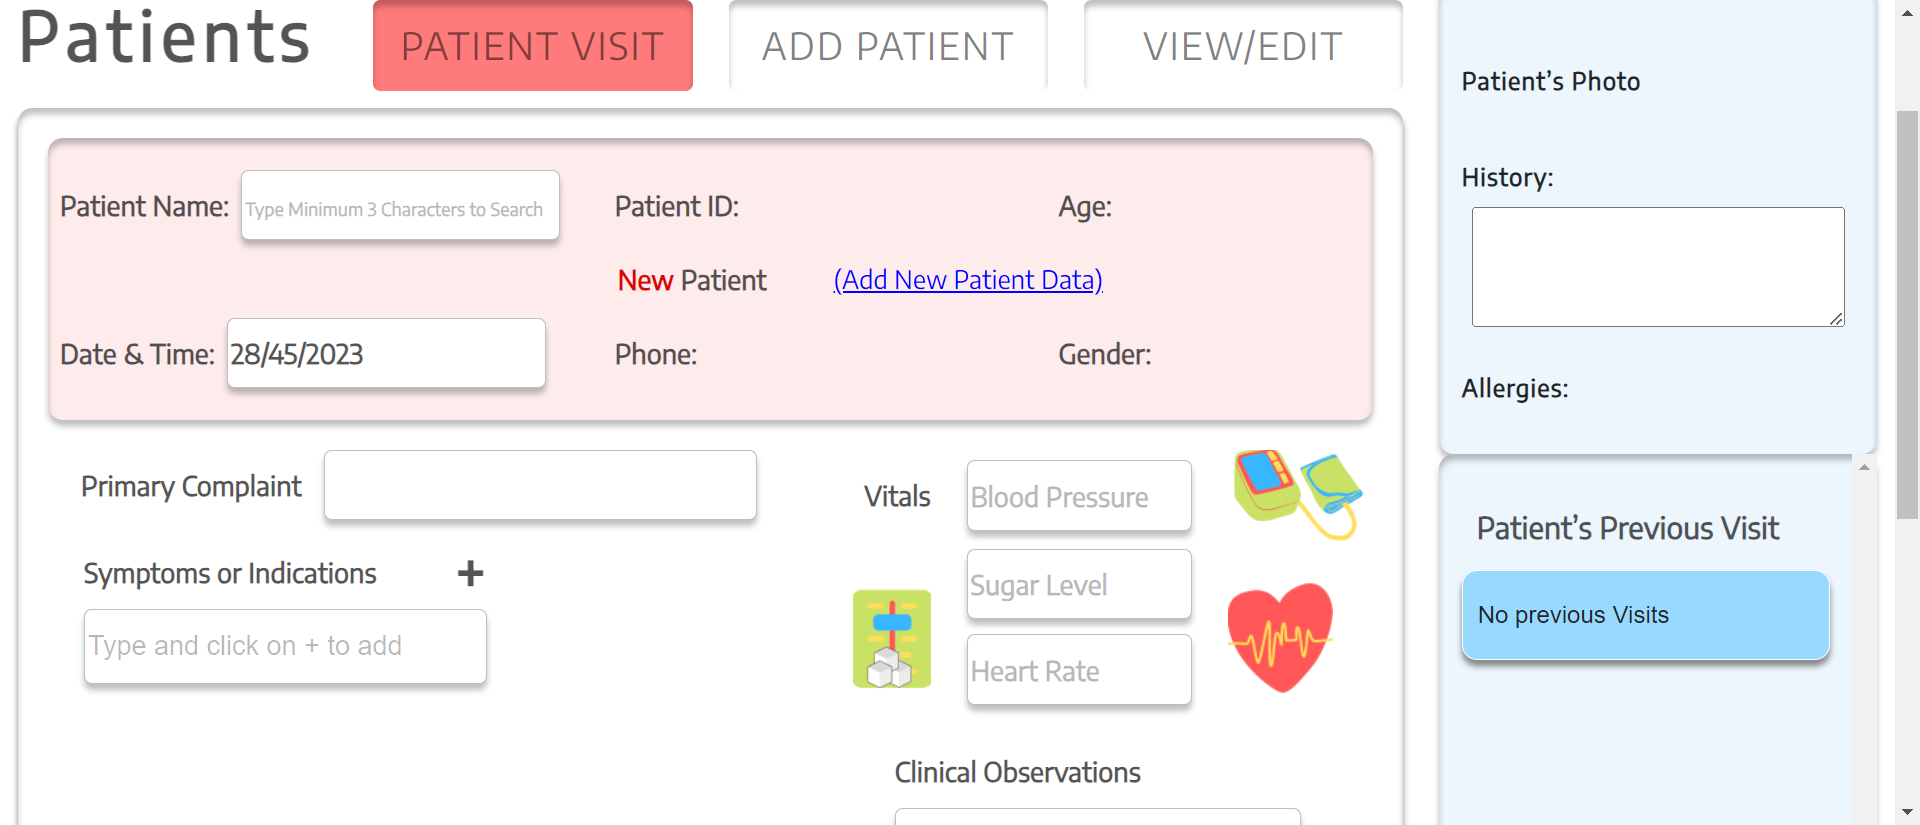 Patients
PATIENT VISIT
ADD PATIENT
VIEW/EDIT
Patient Name:
Type Minimum 3 Characters to Search
Patient ID:
Age:
New Patient
(Add New Patient Data)
Date & Time:
28/45/2023
Phone:
Gender:
Primary Complaint
Vitals
Blood Pressure
Symptoms or Indications +
Sugar Level
Type and click on + to add
Heart Rate
Clinical Observations
Patient’s Photo
History:
Allergies:
Patient’s Previous Visit
No previous Visits